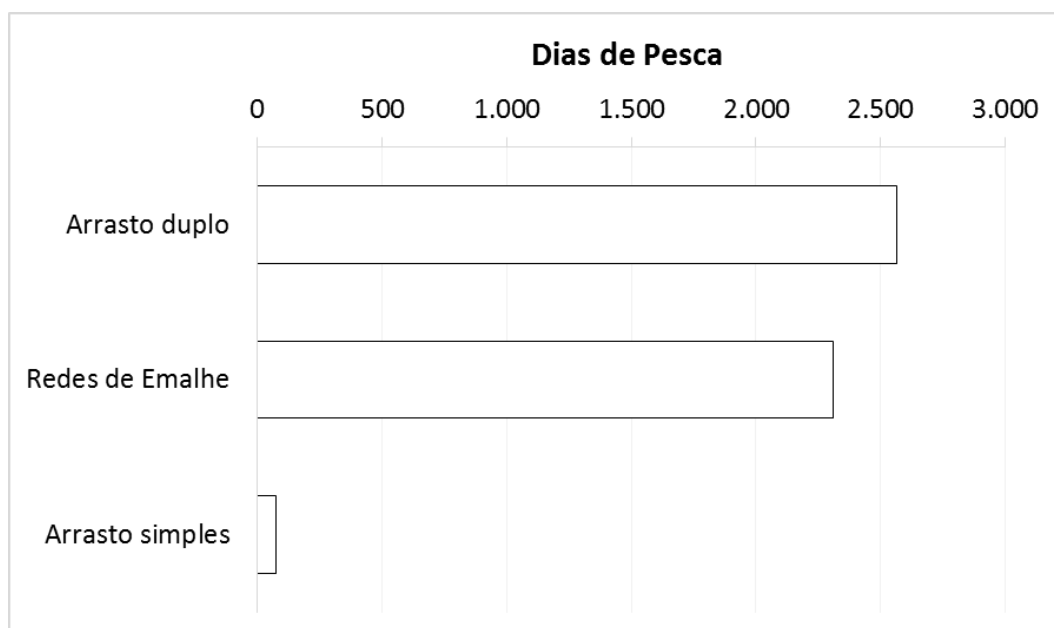 Dias de Pesca
0 500 1.000 1.500 2.000 2.500 3.000
Arrasto duplo
Redes de Emalhe
Arrasto simples